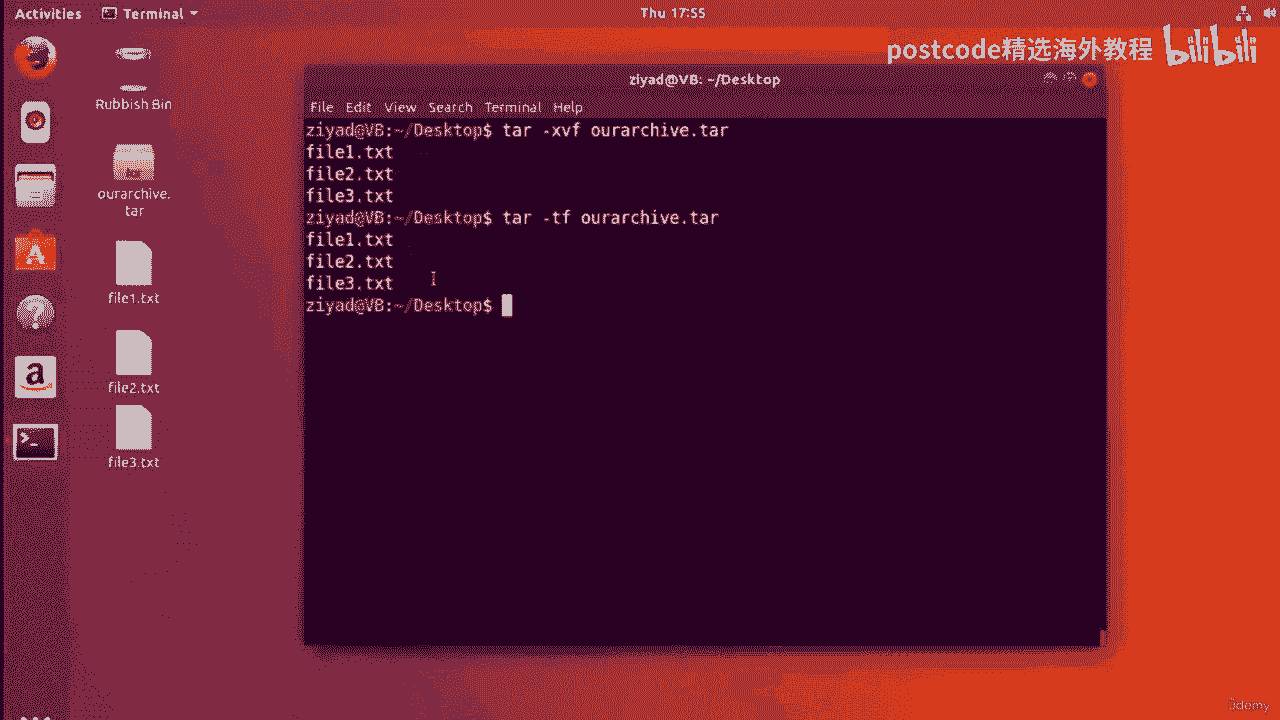 Activities
Terminal
Thu 17:55
postcode精选海外教程 bilibili
Rubbish Bin
ourarchive.
tar
file1.txt
file2.txt
file3.txt
ziyad@VB: ~/Desktop
File Edit View Search Terminal Help
ziyad@VB:~/Desktop$ tar -xvf ourarchive.tar
file1.txt
file2.txt
file3.txt
ziyad@VB:~/Desktop$ tar -tf ourarchive.tar
file1.txt
file2.txt
file3.txt
ziyad@VB:~/Desktop$
Udemy